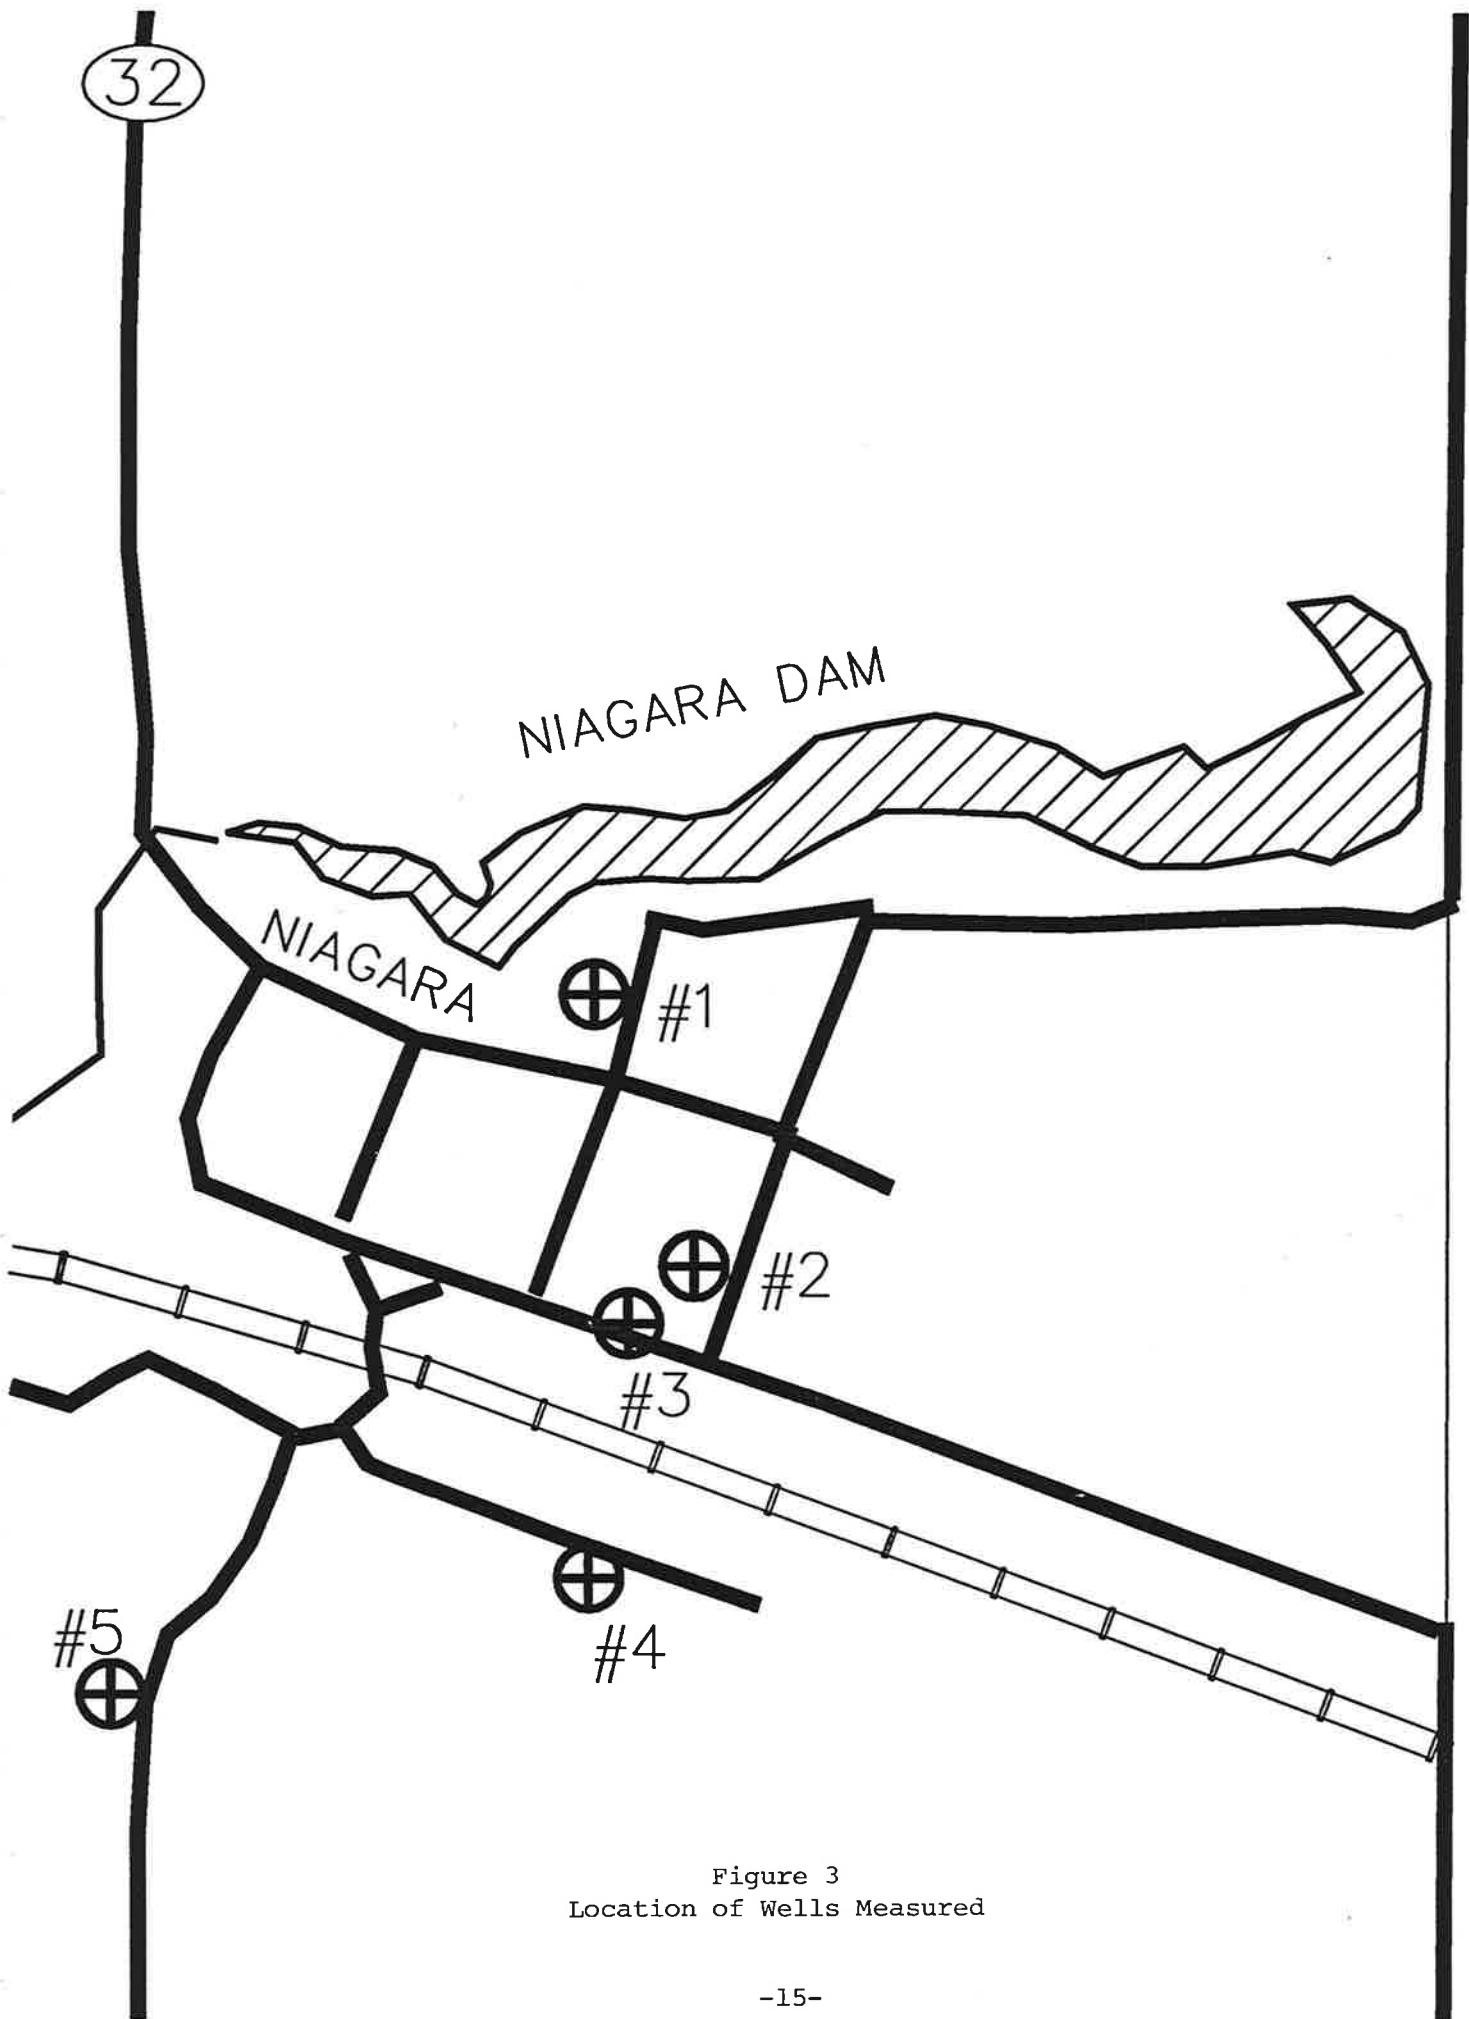 32
NIAGARA DAM
NIAGARA
#1
#2
#3
#4
#5
Figure 3
Location of Wells Measured
-15-